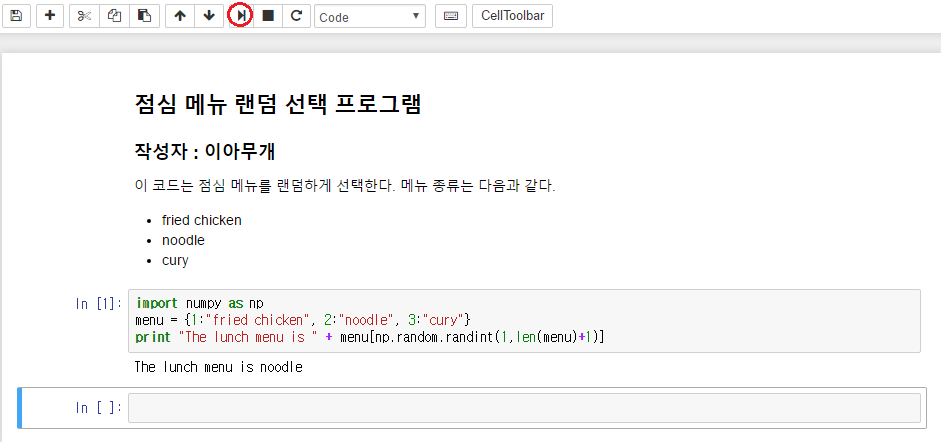 Code
CellToolbar
점심 메뉴 랜덤 선택 프로그램
작성자 : 이아무개
이 코드는 점심 메뉴를 랜덤하게 선택한다. 메뉴 종류는 다음과 같다.
fried chicken
noodle
cury
In [1]:
import numpy as np
menu = {1:"fried chicken", 2:"noodle", 3:"cury"}
print "The lunch menu is " + menu[np.random.randint(1,len(menu)+1)]
The lunch menu is noodle
In [ ]: